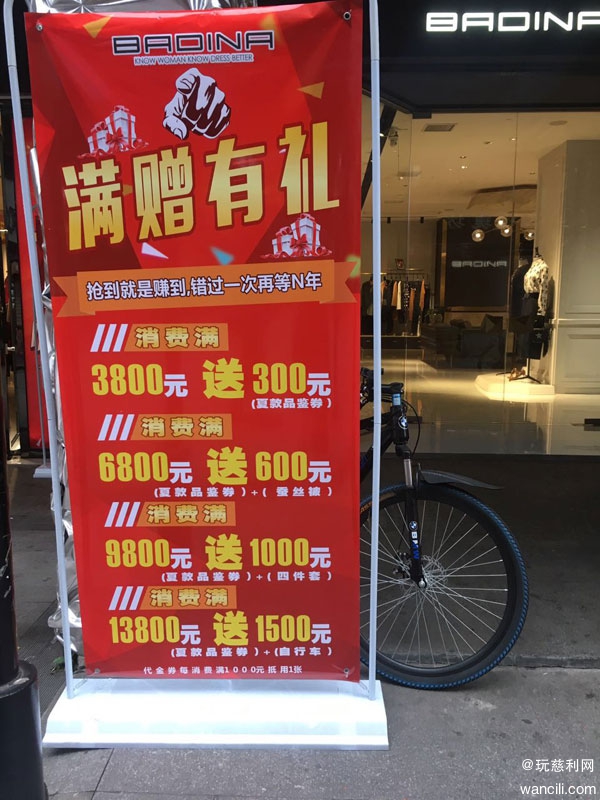 BADINA
BADINA
KNOW WOMAN KNOW DRESS BETTER
满赠有礼
BADINA
抢到就是赚到,错过一次再等N年
消费满
3800元 送 300元
(夏款品鉴券)
消费满
6800元 送 600元
(夏款品鉴券)+(蚕丝裤)
消费满
9800元 送 1000元
(夏款品鉴券)+(四件套)
消费满
13800元 送 1500元
(夏款品鉴券)+(自行车)
代金券每消费满1000元抵用1张
@玩慈利网
wancili.com